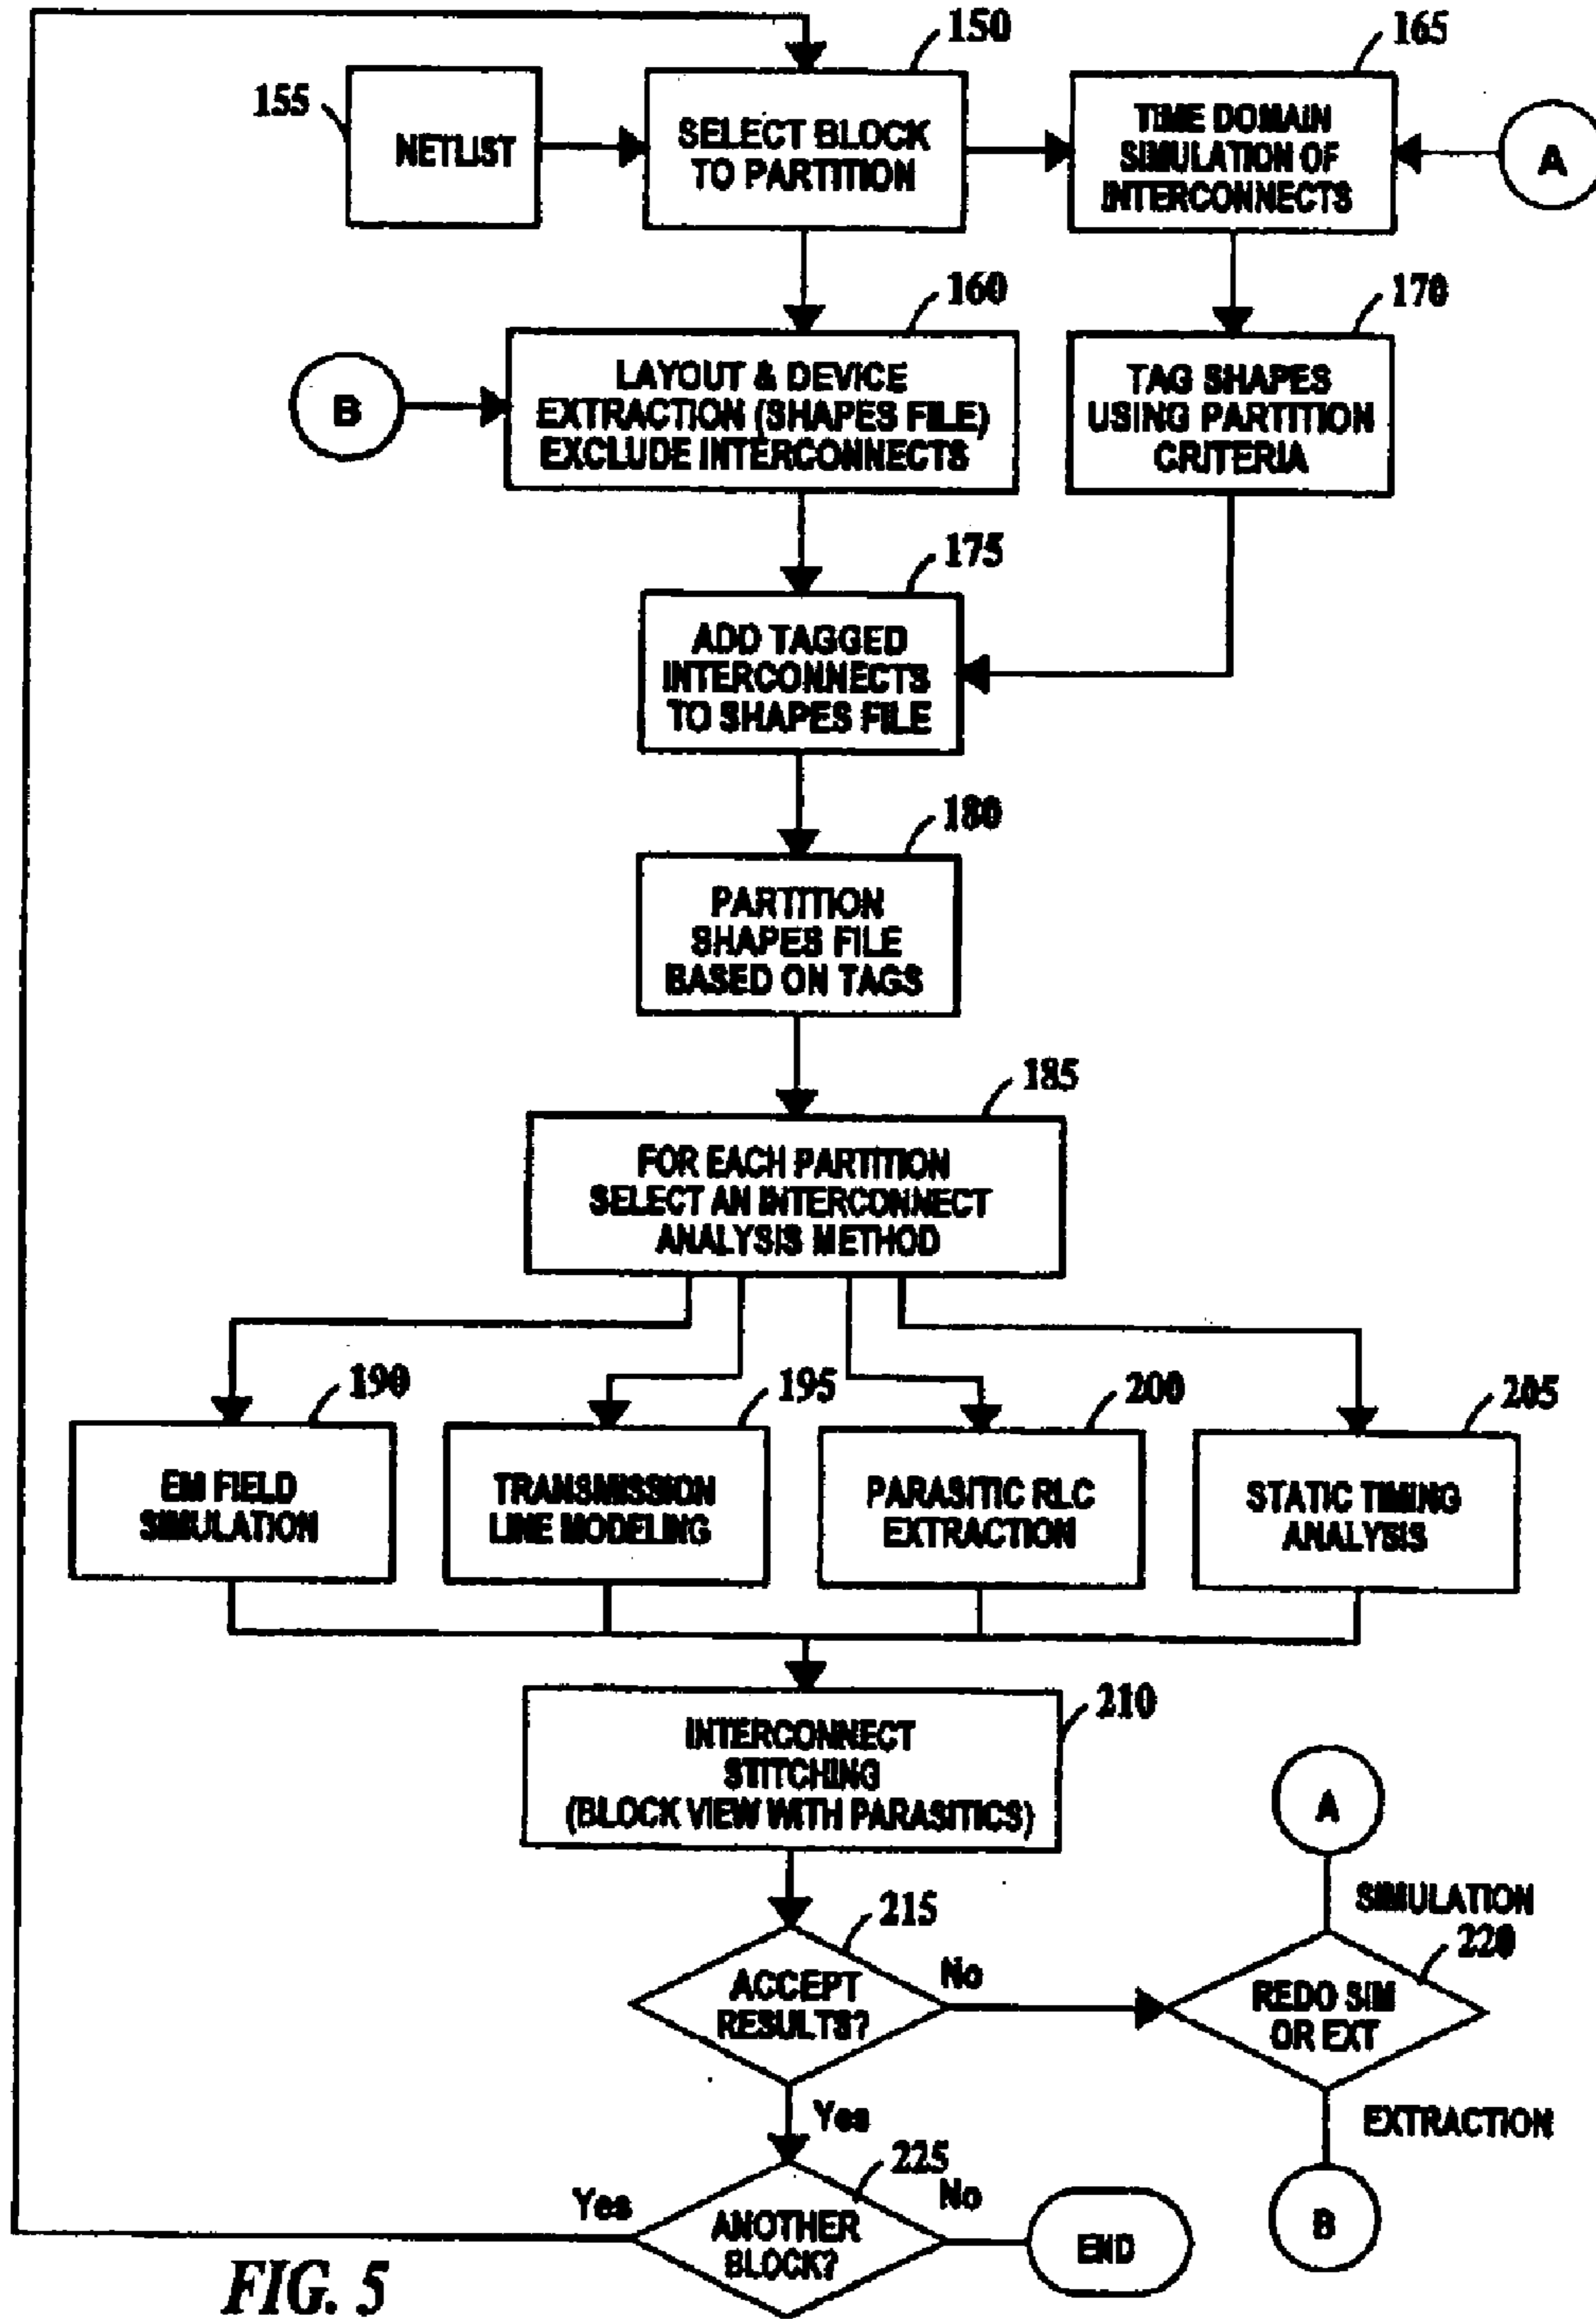 150
165
155
NETLIST
SELECT BLOCK
TO PARTITION
TIME DOMAIN
SIMULATION OF
INTERCONNECTS
A
160
170
B
LAYOUT & DEVICE
EXTRACTION (SHAPES FILE)
EXCLUDE INTERCONNECTS
TAG SHAPES
USING PARTITION
CRITERIA
175
ADD TAGGED
INTERCONNECTS
TO SHAPES FILE
180
PARTITION
SHAPES FILE
BASED ON TAGS
185
FOR EACH PARTITION
SELECT AN INTERCONNECT
ANALYSIS METHOD
190
195
200
205
EM FIELD
SIMULATION
TRANSMISSION
LINE MODELING
PARASITIC RLC
EXTRACTION
STATIC TIMING
ANALYSIS
210
INTERCONNECT
STITCHING
(BLOCK VIEW WITH PARASITICS)
A
SIMULATION
215
220
ACCEPT
RESULTS?
No
REDO SIM
OR EXT
Yes
EXTRACTION
225
Yes
No
ANOTHER
BLOCK?
END
B
FIG. 5